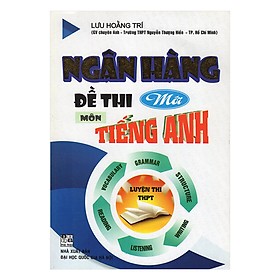 LƯU HOẰNG TRÍ
(GV chuyên Anh - Trường THPT Nguyễn Thượng Hiền - TP. Hồ Chí Minh)
NGÂN HÀNG
ĐỀ THI Mới
MÔN
TIẾNG ANH
VOCABULARY
GRAMMAR
STRUCTURE
WRITING
LISTENING
READING
LUYỆN THI
THPT
NHÀ XUẤT BẢN
ĐẠI HỌC QUỐC GIA HÀ NỘI